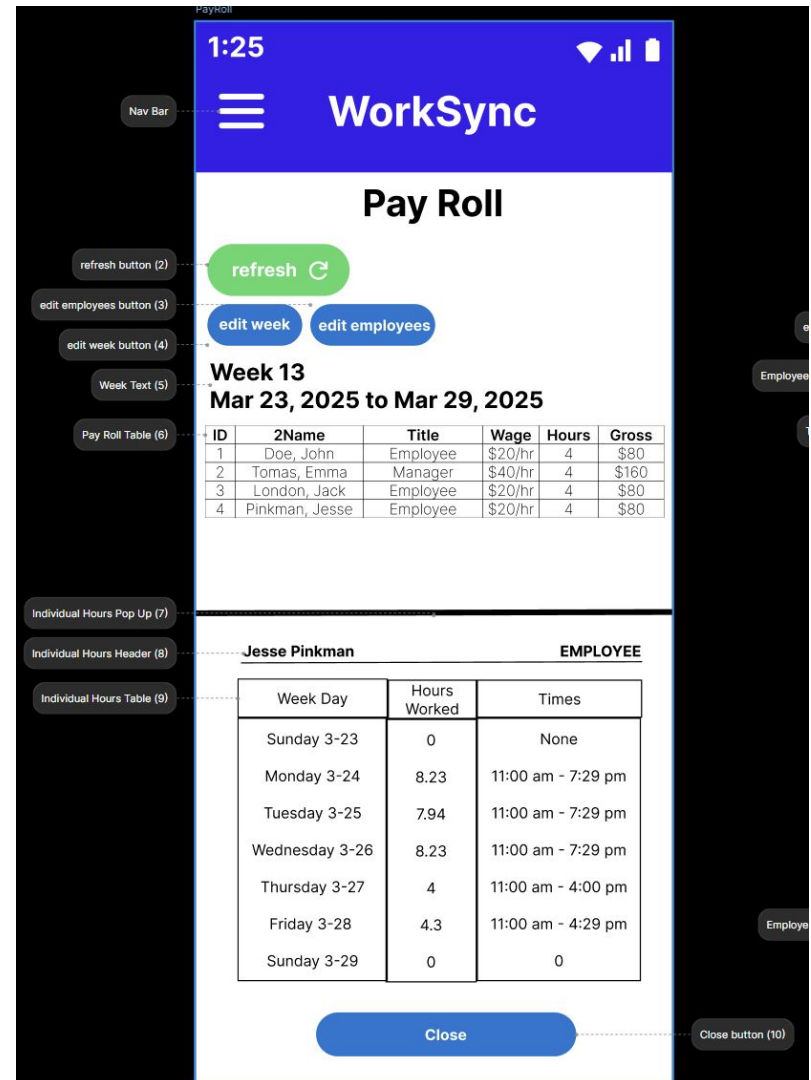 PayRoll
1:25
Nav Bar
WorkSync
Pay Roll
refresh button (2)
refresh
edit employees button (3)
edit week
edit employees
edit week button (4)
Week Text (5)
Week 13
Mar 23, 2025 to Mar 29, 2025
Employee
Pay Roll Table (6)
ID 2Name Title Wage Hours Gross
1 Doe, John Employee $20/hr 4 $80
2 Tomas, Emma Manager $40/hr 4 $160
3 London, Jack Employee $20/hr 4 $80
4 Pinkman, Jesse Employee $20/hr 4 $80
Individual Hours Pop Up (7)
Individual Hours Header (8)
Jesse Pinkman EMPLOYEE
Individual Hours Table (9)
Week Day Hours Worked Times
Sunday 3-23 0 None
Monday 3-24 8.23 11:00 am - 7:29 pm
Tuesday 3-25 7.94 11:00 am - 7:29 pm
Wednesday 3-26 8.23 11:00 am - 7:29 pm
Thursday 3-27 4 11:00 am - 4:00 pm
Friday 3-28 4.3 11:00 am - 4:29 pm
Sunday 3-29 0 0
Close
Close button (10)